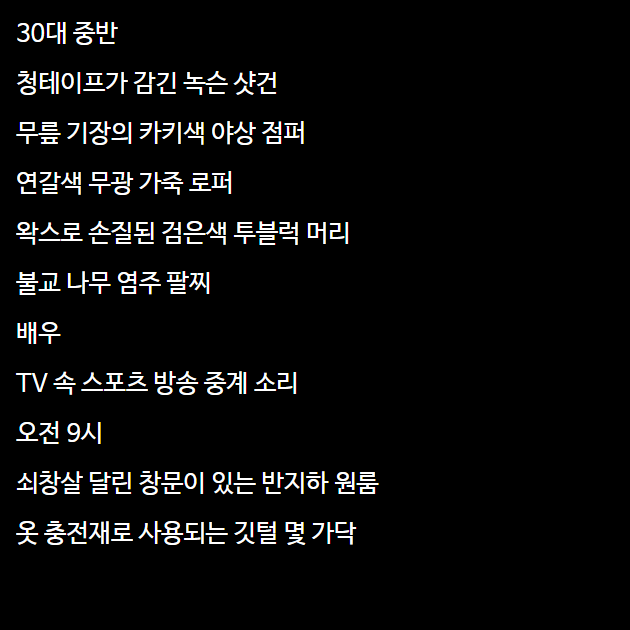 30대 중반
청테이프가 감긴 녹슨 샷건
무릎 기장의 카키색 야상 점퍼
연갈색 무광 가죽 로퍼
왁스로 손질된 검은색 투블럭 머리
불교 나무 염주 팔찌
배우
TV 속 스포츠 방송 중계 소리
오전 9시
쇠창살 달린 창문이 있는 반지하 원룸
옷 충전재로 사용되는 깃털 몇 가닥